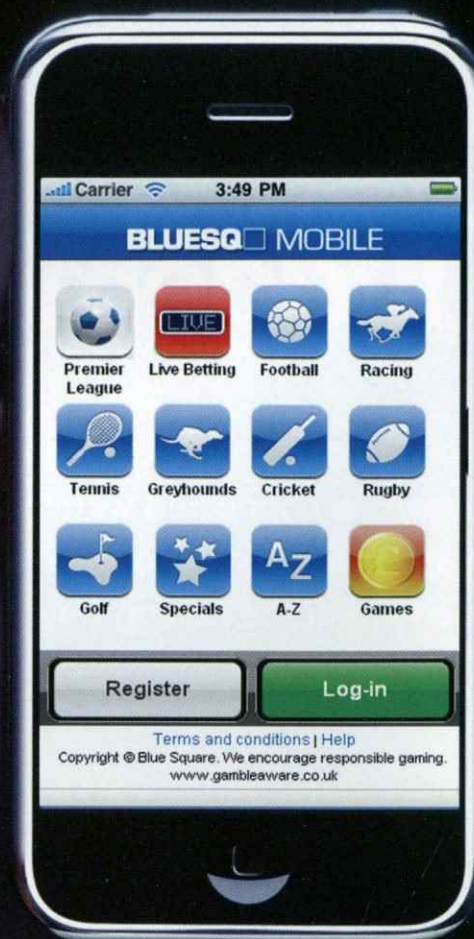 Carrier 3:49 PM
BLUESQ□ MOBILE
LIVE
Premier League Live Betting Football Racing
Tennis Greyhounds Cricket Rugby
AZ
£
Golf Specials A-Z Games
Register Log-in
Terms and conditions | Help
Copyright © Blue Square. We encourage responsible gaming.
www.gambleaware.co.uk